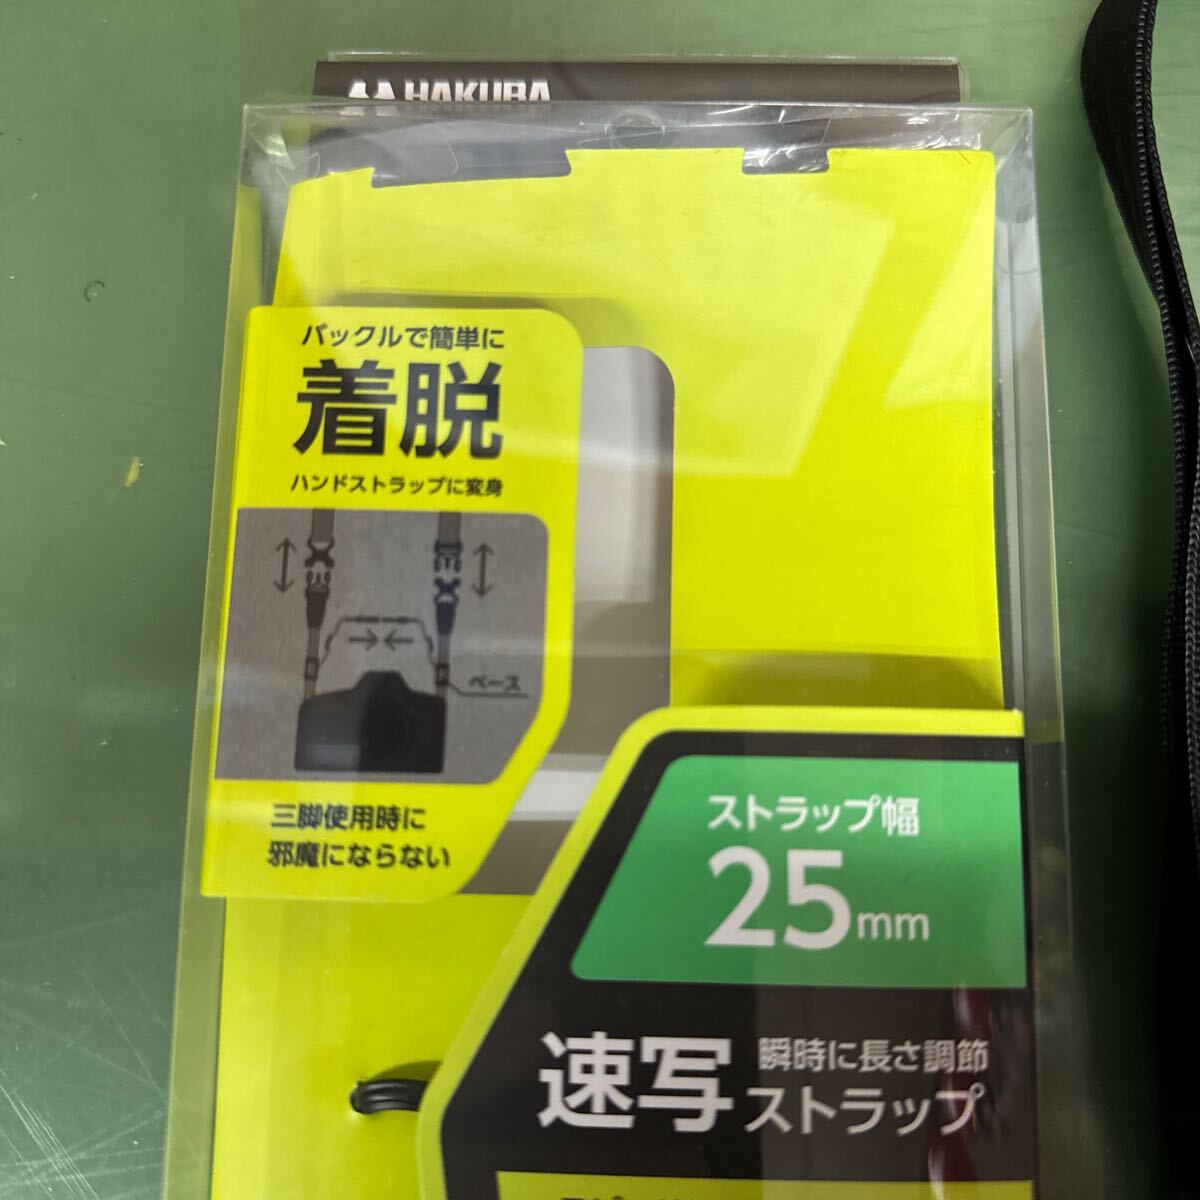 HAKUBA
バックルで簡単に
着脱
ハンドストラップに変身
ベース
三脚使用時に
邪魔にならない
ストラップ幅
25mm
速写
瞬時に長さ調節
ストラップ